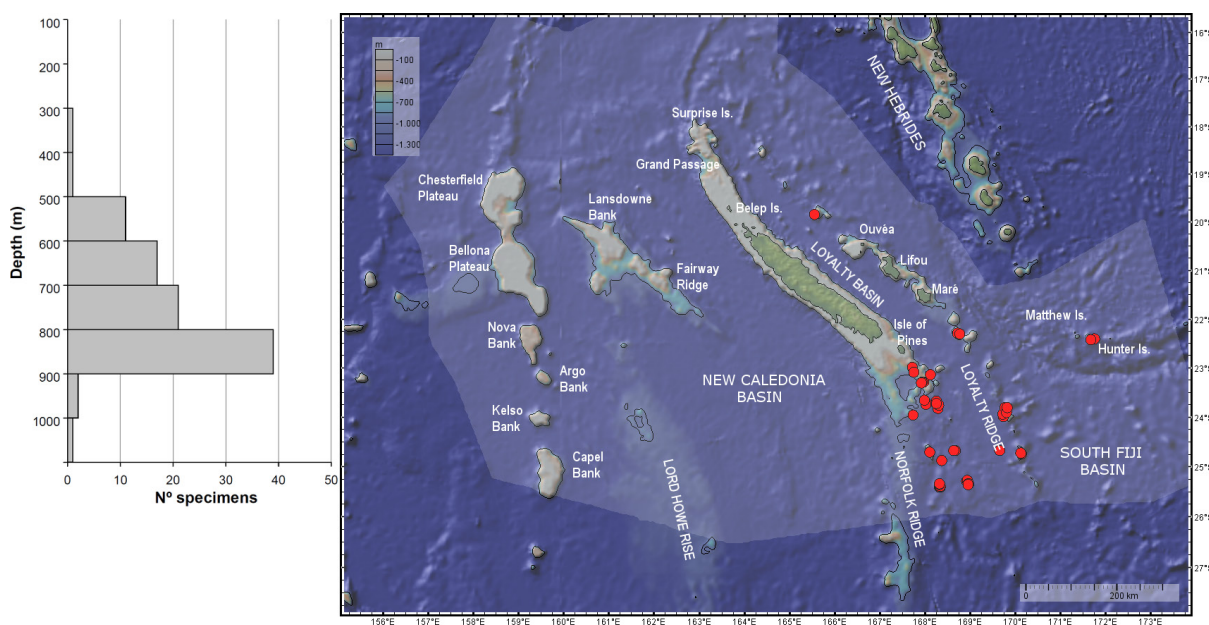 100
200
300
400
500
600
700
800
900
1000
Depth (m)
0 10 20 30 40 50
Nº specimens
m
-100
-400
-700
-1.000
-1.300
Surprise Is.
Grand Passage
Chesterfield
Plateau
Lansdowne
Bank
Belep Is.
Bellona
Plateau
Fairway
Ridge
NEW HEBRIDES
Ouvèa
Lifou
Marè
LOYALTY BASIN
Nova
Bank
Isle of
Pines
Matthew Is.
Hunter Is.
Argo
Bank
NEW CALEDONIA
BASIN
LOYALTY RIDGE
Kelso
Bank
Capel
Bank
SOUTH FIJI
BASIN
LORD HOWE RISE
NORFOLK RIDGE
200 km
16°S
17°S
18°S
19°S
20°S
21°S
22°S
23°S
24°S
25°S
26°S
27°S
156°E 157°E 158°E 159°E 160°E 161°E 162°E 163°E 164°E 165°E 166°E 167°E 168°E 169°E 170°E 171°E 172°E 173°E